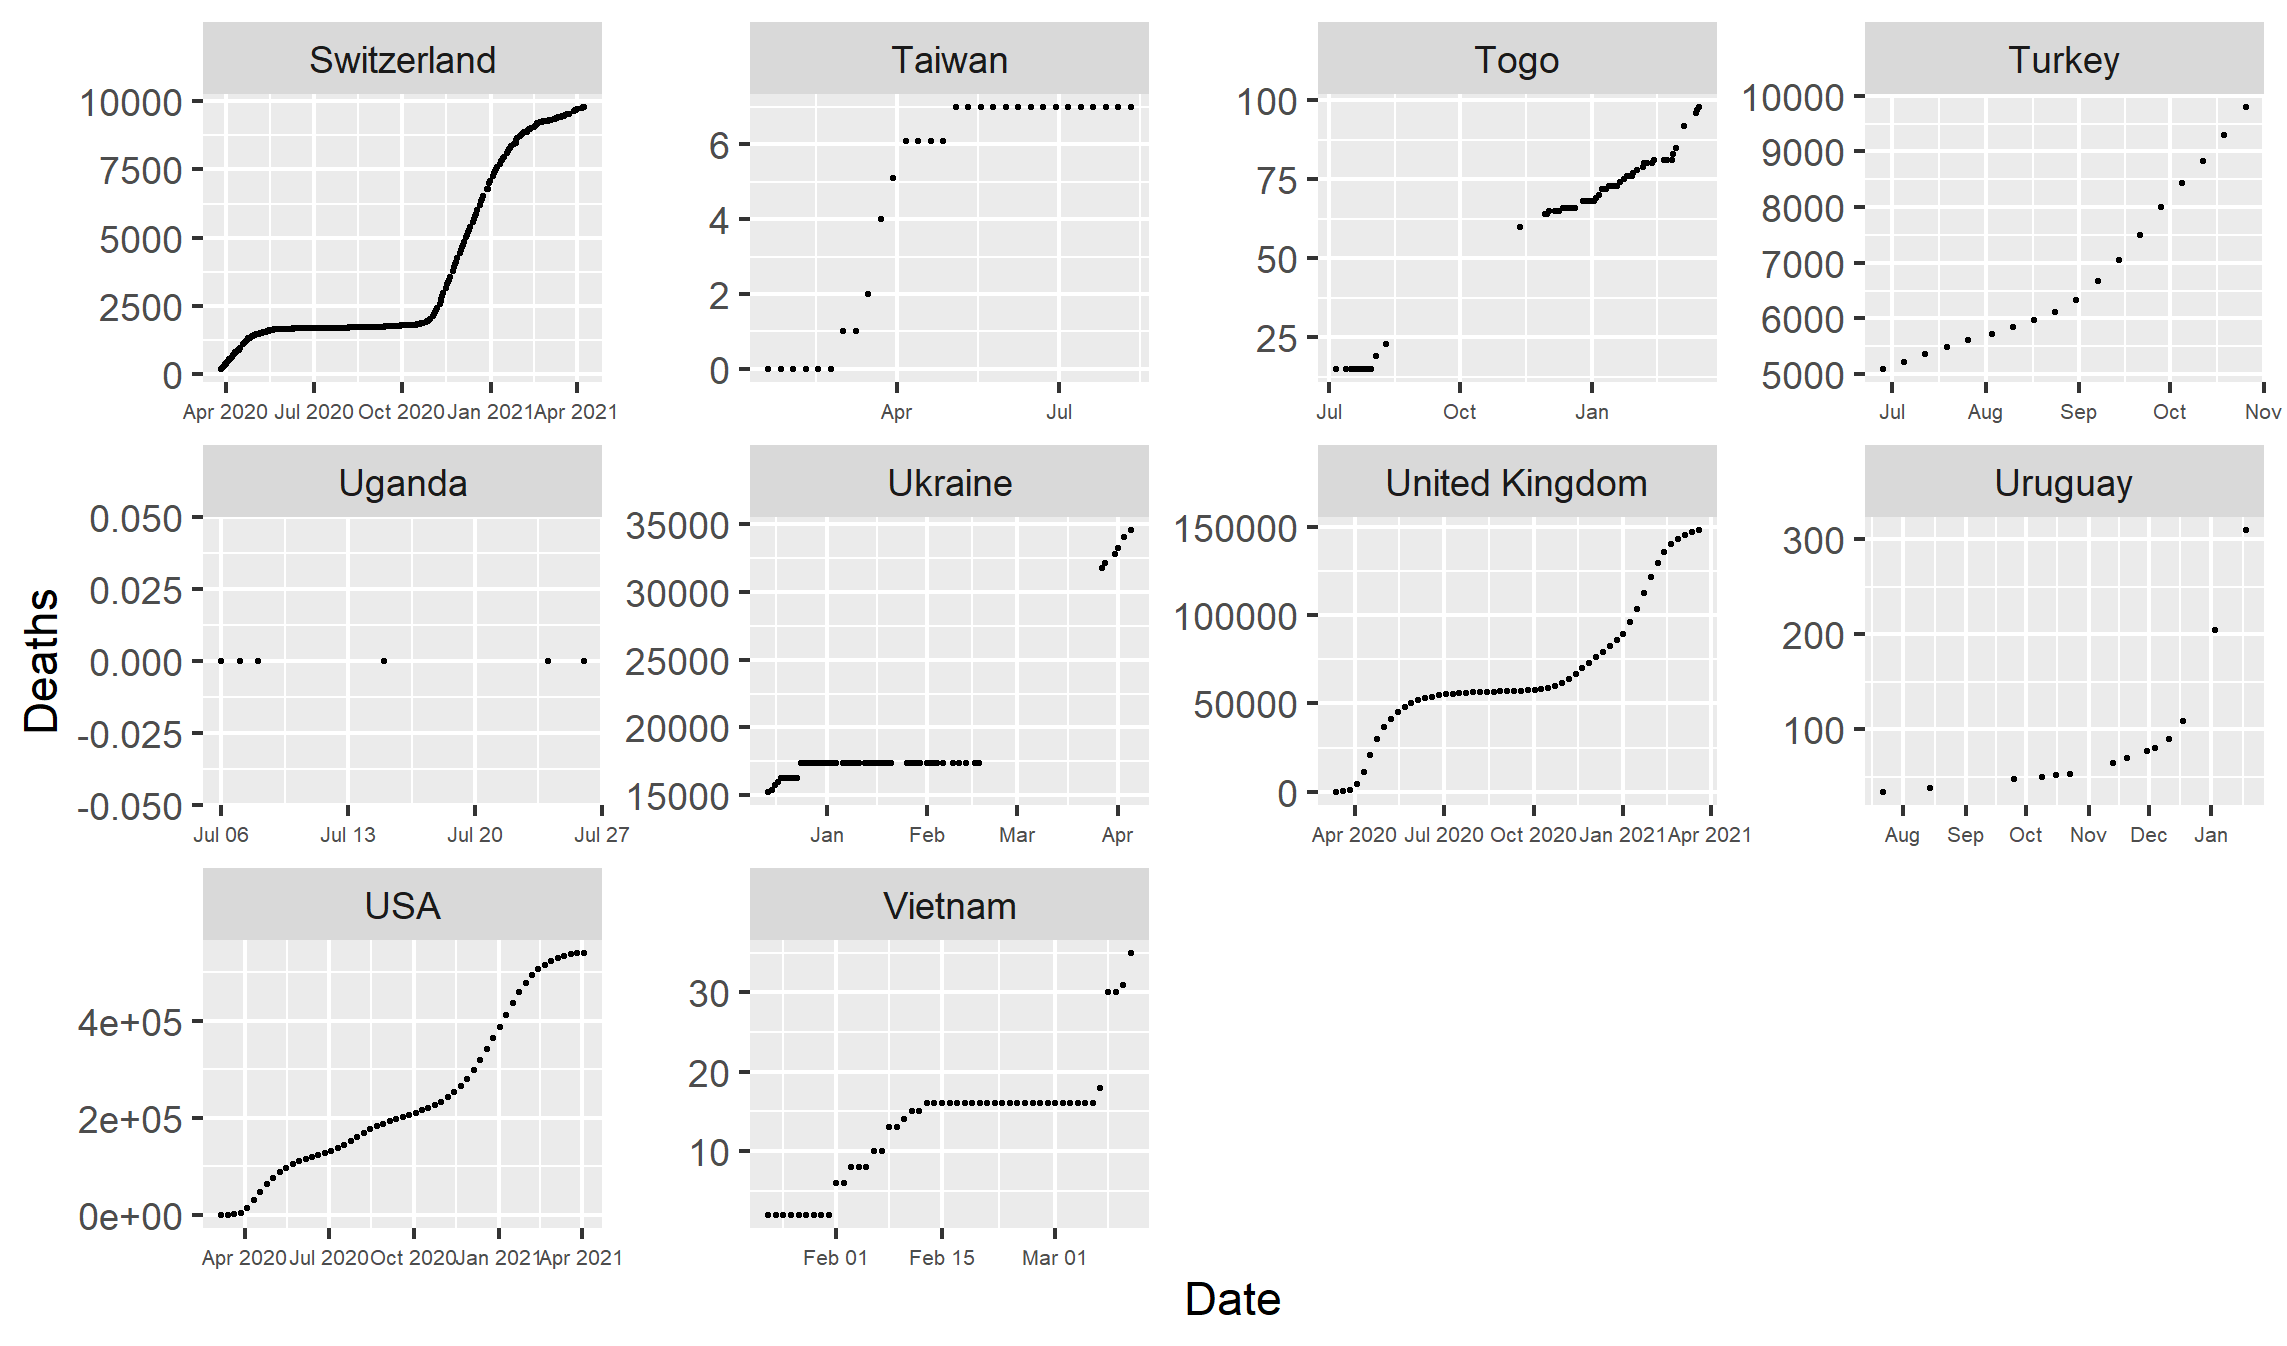 Switzerland
10000
7500
5000
2500
0
Apr 2020 Jul 2020 Oct 2020 Jan 2021 Apr 2021
Taiwan
6
4
2
0
Apr Jul
Togo
100
75
50
25
Jul Oct Jan
Turkey
10000
9000
8000
7000
6000
5000
Jul Aug Sep Oct Nov
Deaths
Uganda
0.050
0.025
0.000
-0.025
-0.050
Jul 06 Jul 13 Jul 20 Jul 27
Ukraine
35000
30000
25000
20000
15000
Jan Feb Mar Apr
United Kingdom
150000
100000
50000
0
Apr 2020 Jul 2020 Oct 2020 Jan 2021 Apr 2021
Uruguay
300
200
100
Aug Sep Oct Nov Dec Jan
USA
4e+05
2e+05
0e+00
Apr 2020 Jul 2020 Oct 2020 Jan 2021 Apr 2021
Vietnam
30
20
10
Feb 01 Feb 15 Mar 01
Date